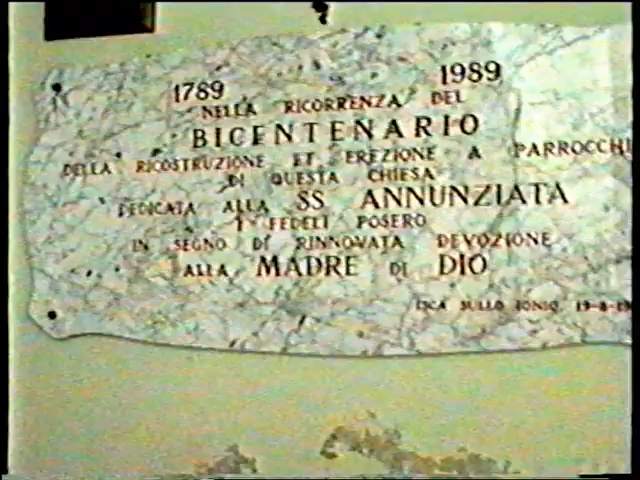 1789 1989
NELLA RICORRENZA DEL
BICENTENARIO
DELLA RICOSTRUZIONE ET EREZIONE A PARROCCHI
DI QUESTA CHIESA
DEDICATA ALLA SS ANNUNZIATA
I FEDELI POSERO
IN SEGNO DI RINNOVATA DEVOZIONE
ALLA MADRE DI DIO
SULLO IONIO